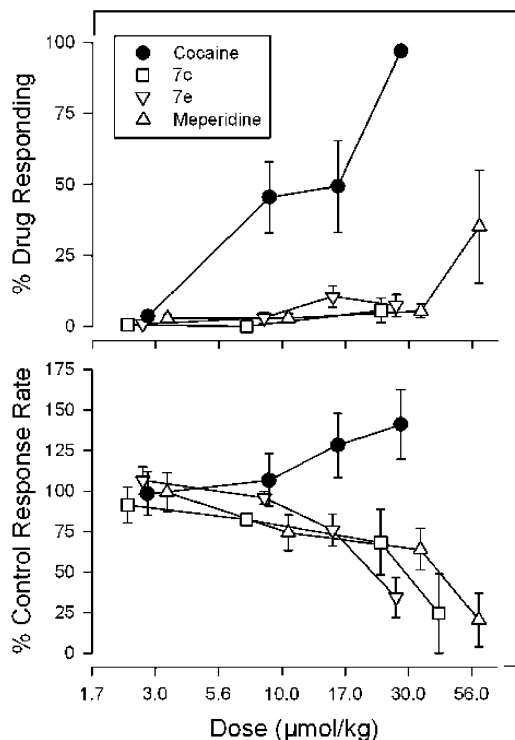 100
75
50
25
0
% Drug Responding
Cocaine
7c
7e
Meperidine
175
150
125
100
75
50
25
0
% Control Response Rate
1.7 3.0 5.6 10.0 17.0 30.0 56.0
Dose (μmol/kg)